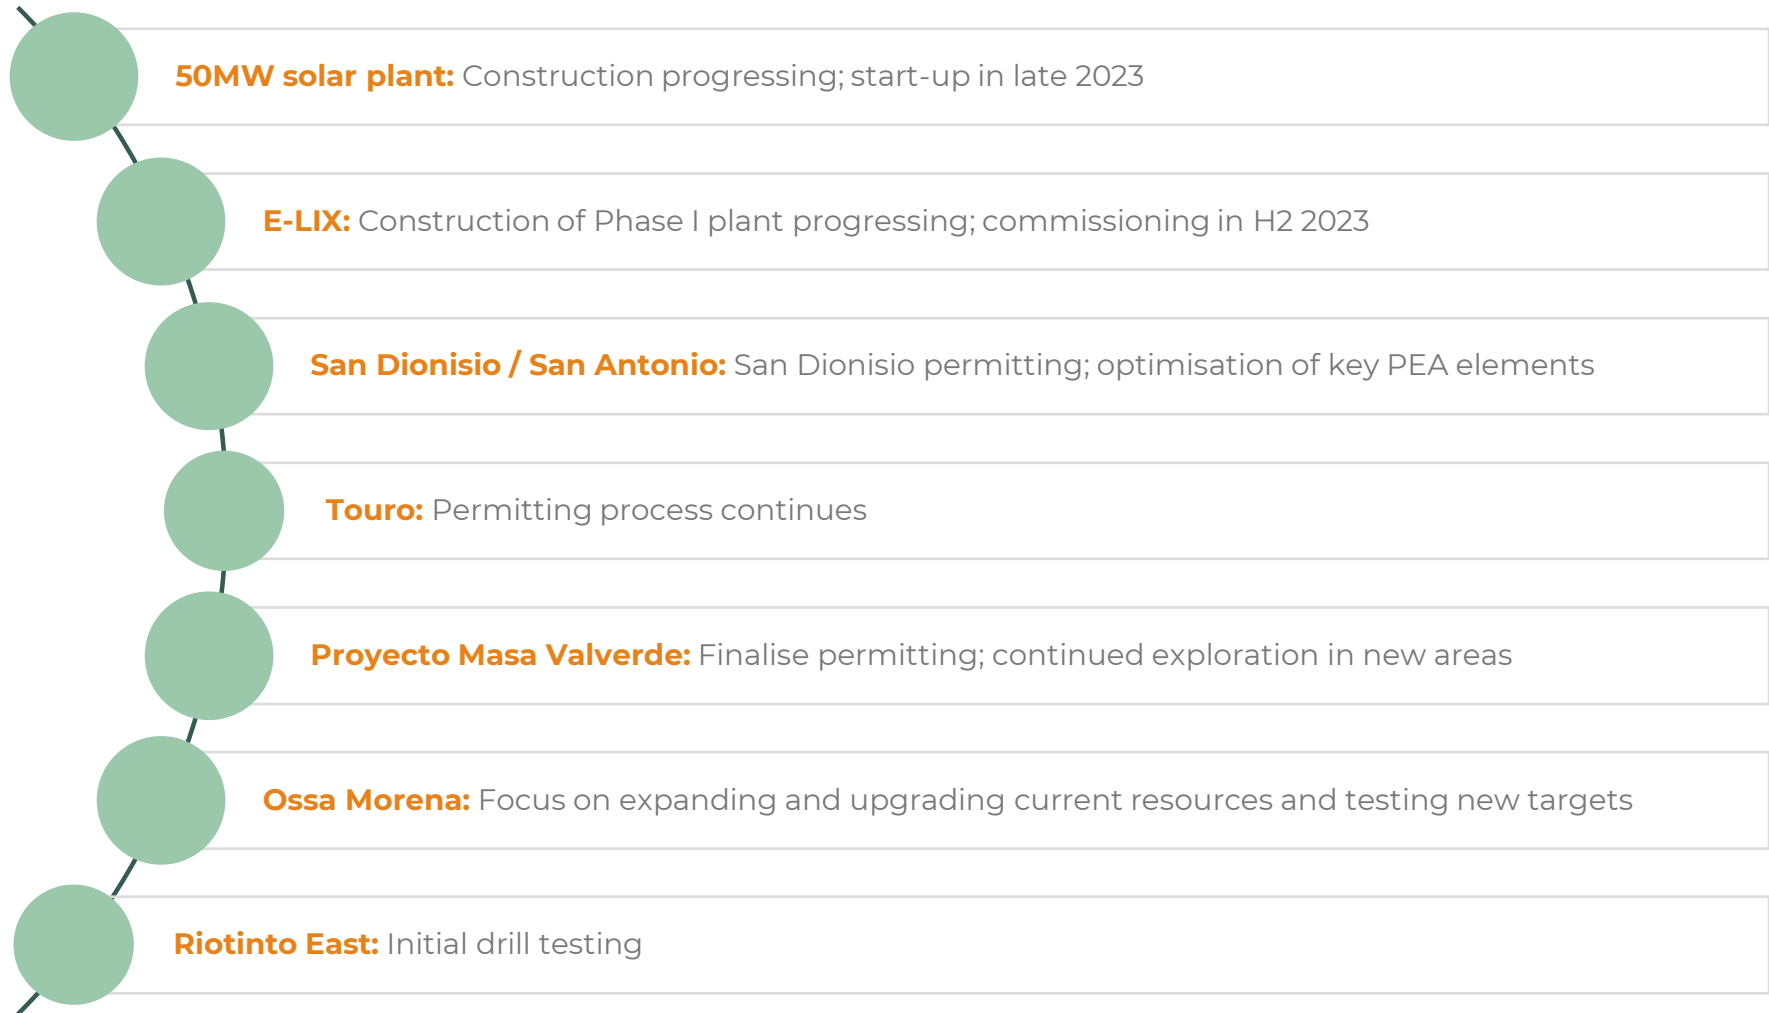 50MW solar plant: Construction progressing; start-up in late 2023
E-LIX: Construction of Phase I plant progressing; commissioning in H2 2023
San Dionisio / San Antonio: San Dionisio permitting; optimisation of key PEA elements
Touro: Permitting process continues
Proyecto Masa Valverde: Finalise permitting; continued exploration in new areas
Ossa Morena: Focus on expanding and upgrading current resources and testing new targets
Riotinto East: Initial drill testing